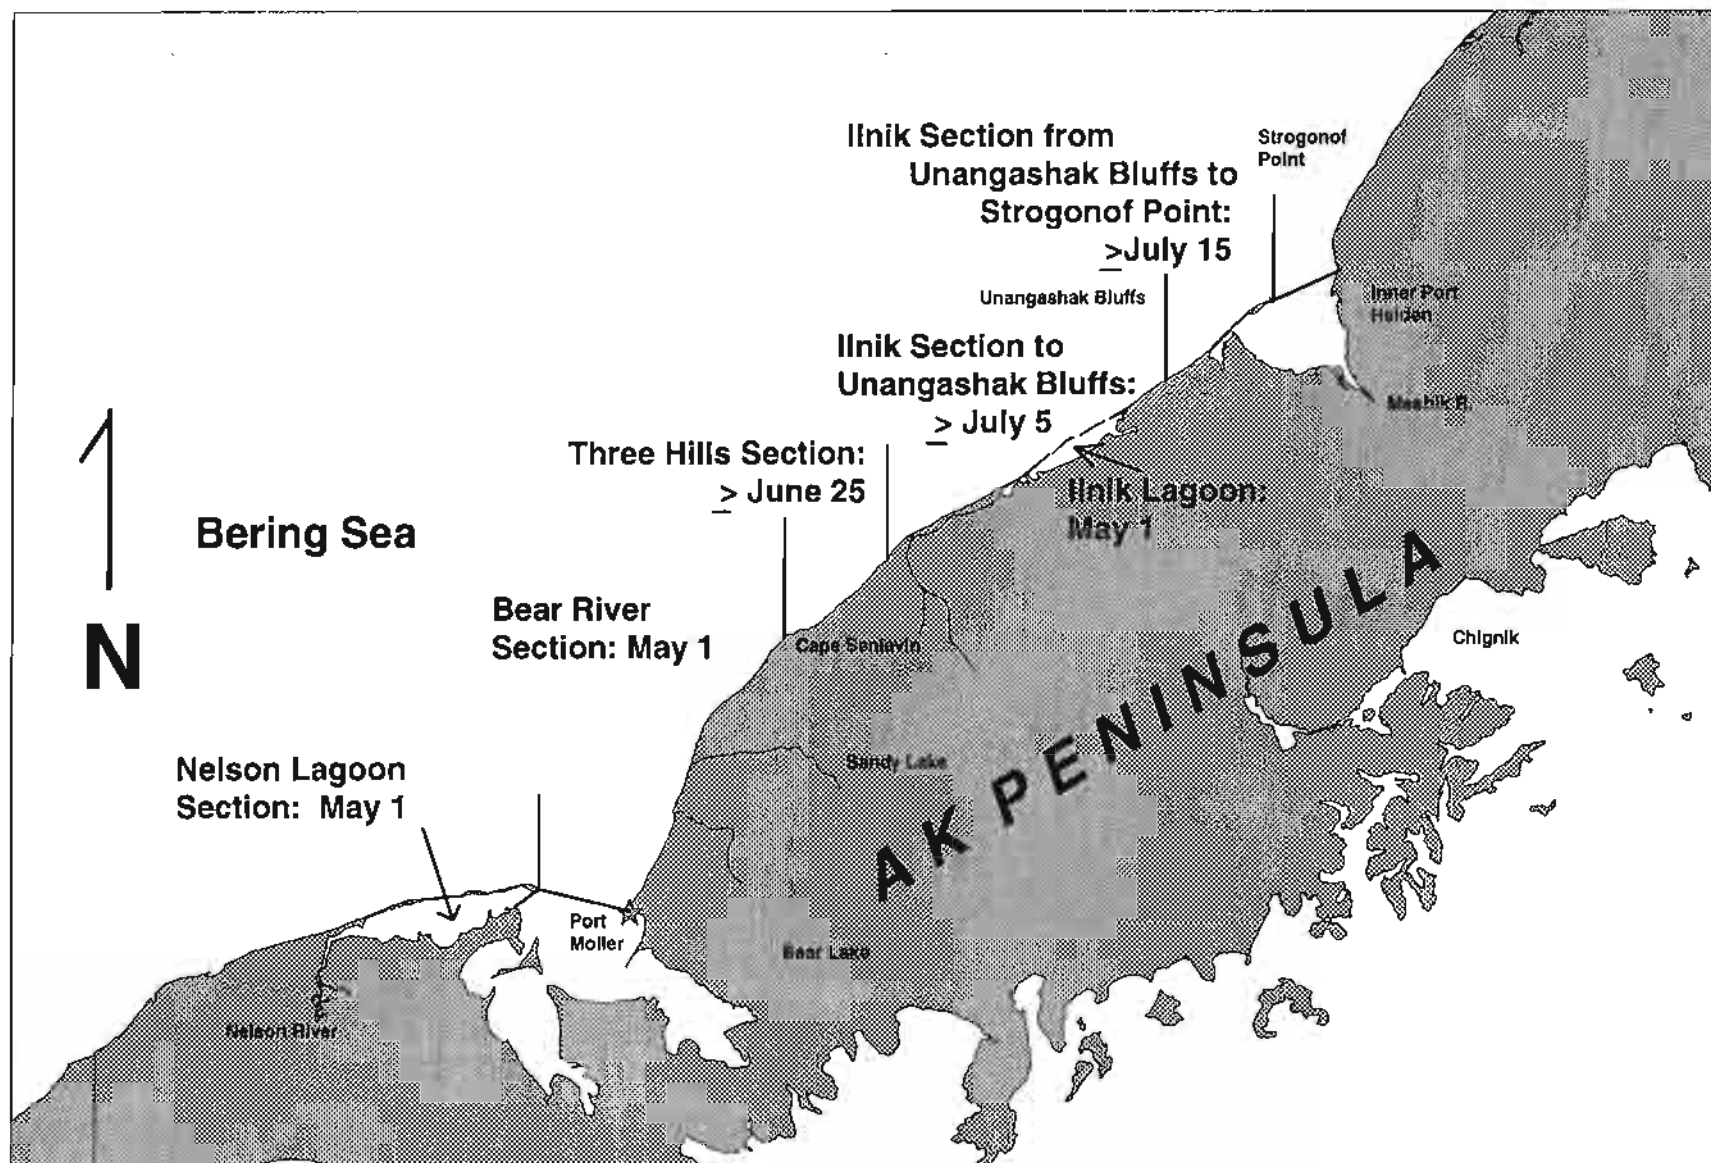 Ilnik Section from
Unangashak Bluffs to
Strogonof Point:
>July 15
Strogonof
Point
Unangashak Bluffs
Inner Port
Heiden
Meshik R.
Ilnik Section to
Unangashak Bluffs:
> July 5
Three Hills Section:
> June 25
Ilnik Lagoon:
May 1
Bering Sea
N
Bear River
Section: May 1
Cape Seniavin
Chignik
AK PENINSULA
Sandy Lake
Nelson Lagoon
Section: May 1
Port
Moller
Bear Lake
Nelson River